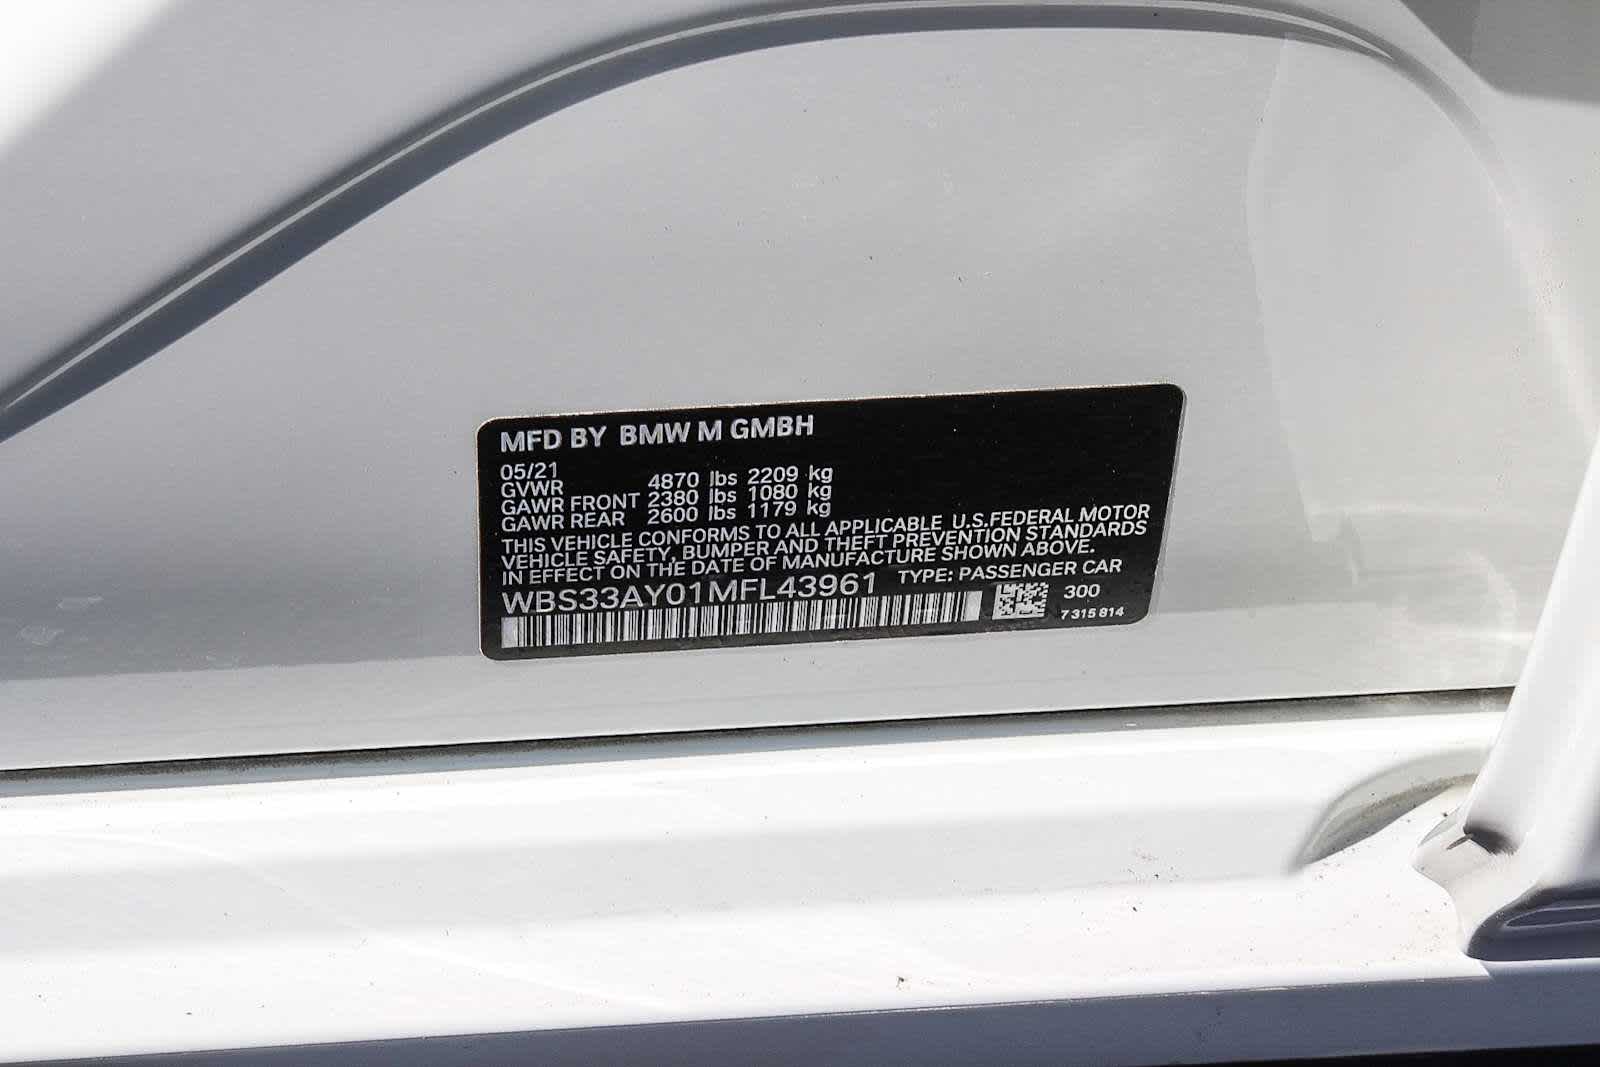 MFD BY BMW M GMBH
05/21
GVWR 4870 lbs 2209 kg
GAWR FRONT 2380 lbs 1080 kg
GAWR REAR 2600 lbs 1179 kg
THIS VEHICLE CONFORMS TO ALL APPLICABLE U.S.FEDERAL MOTOR
VEHICLE SAFETY, BUMPER AND THEFT PREVENTION STANDARDS
IN EFFECT ON THE DATE OF MANUFACTURE SHOWN ABOVE.
WBS33AY01MFL43961 TYPE: PASSENGER CAR
300
7 315 814